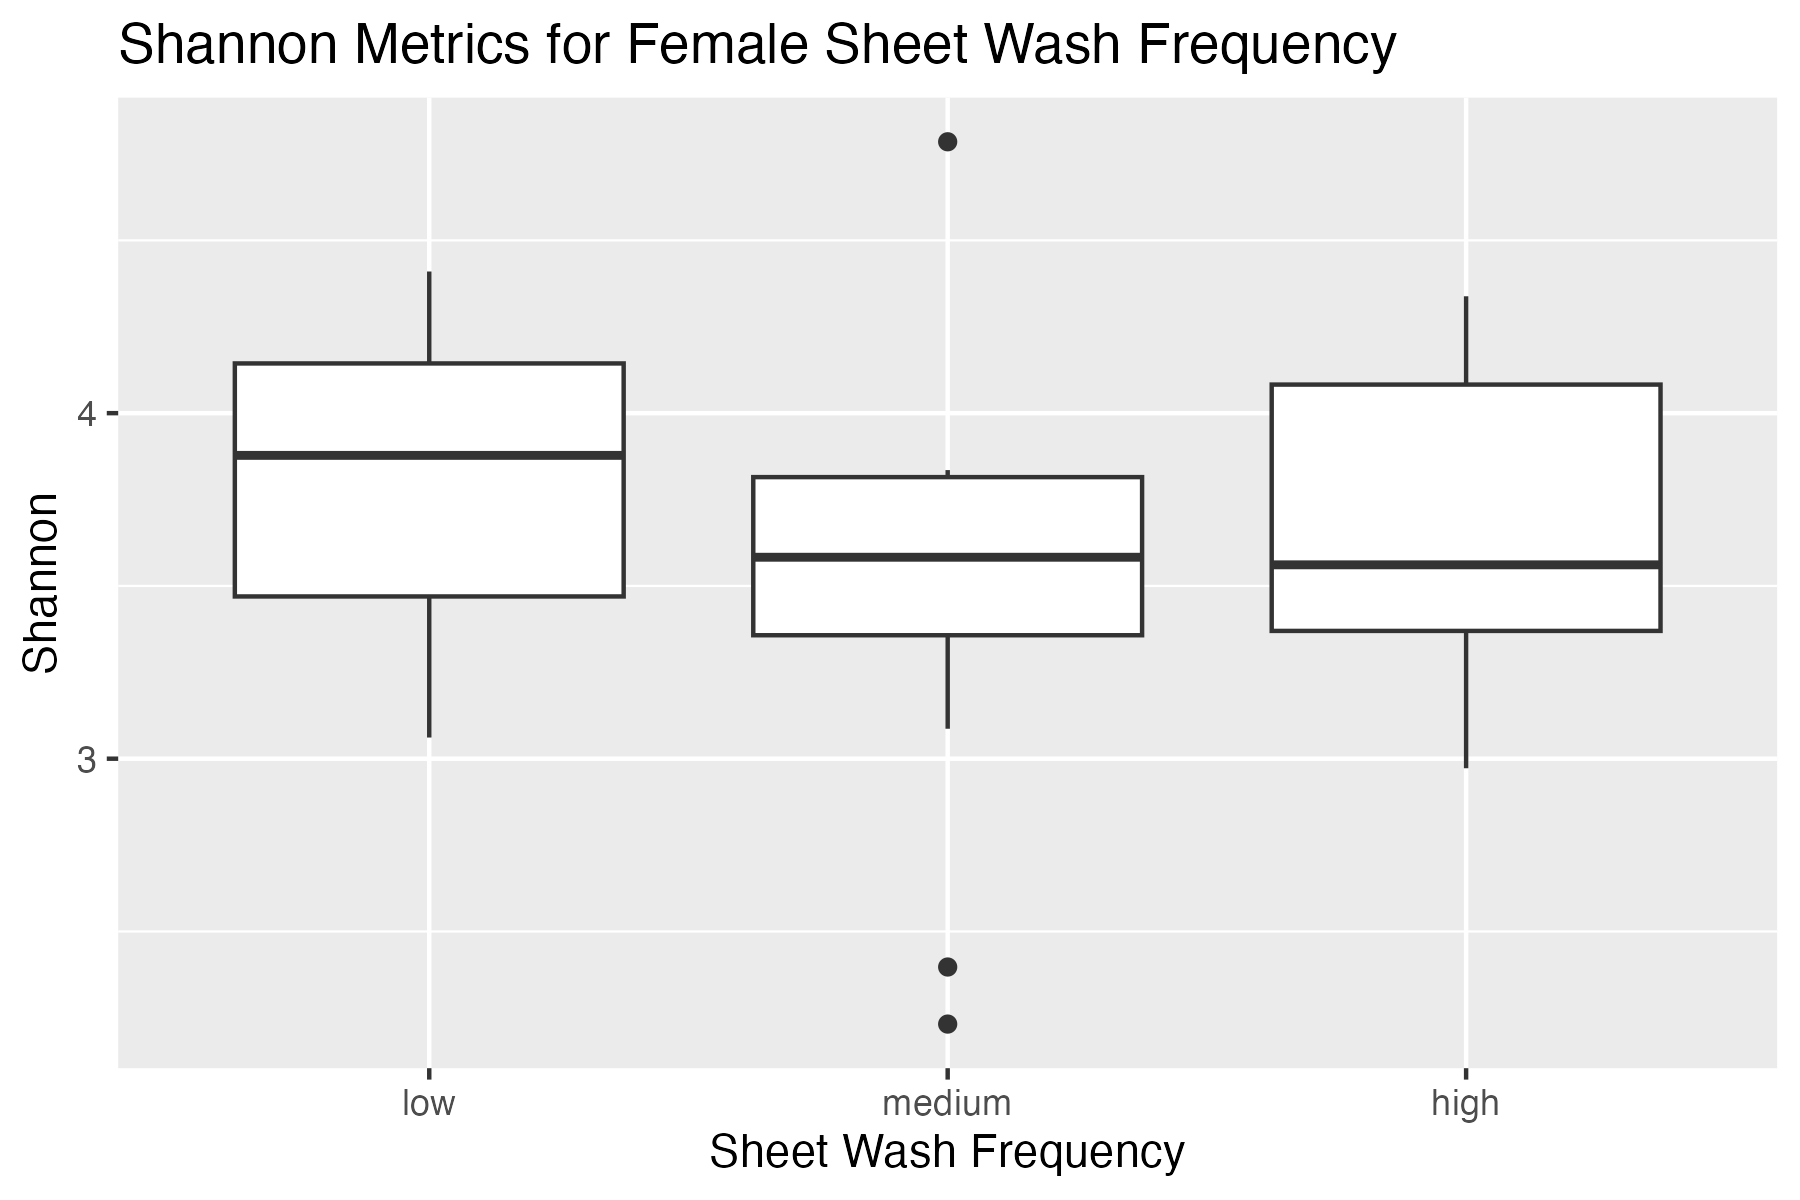 Shannon Metrics for Female Sheet Wash Frequency
Shannon
4
3
low
medium
high
Sheet Wash Frequency